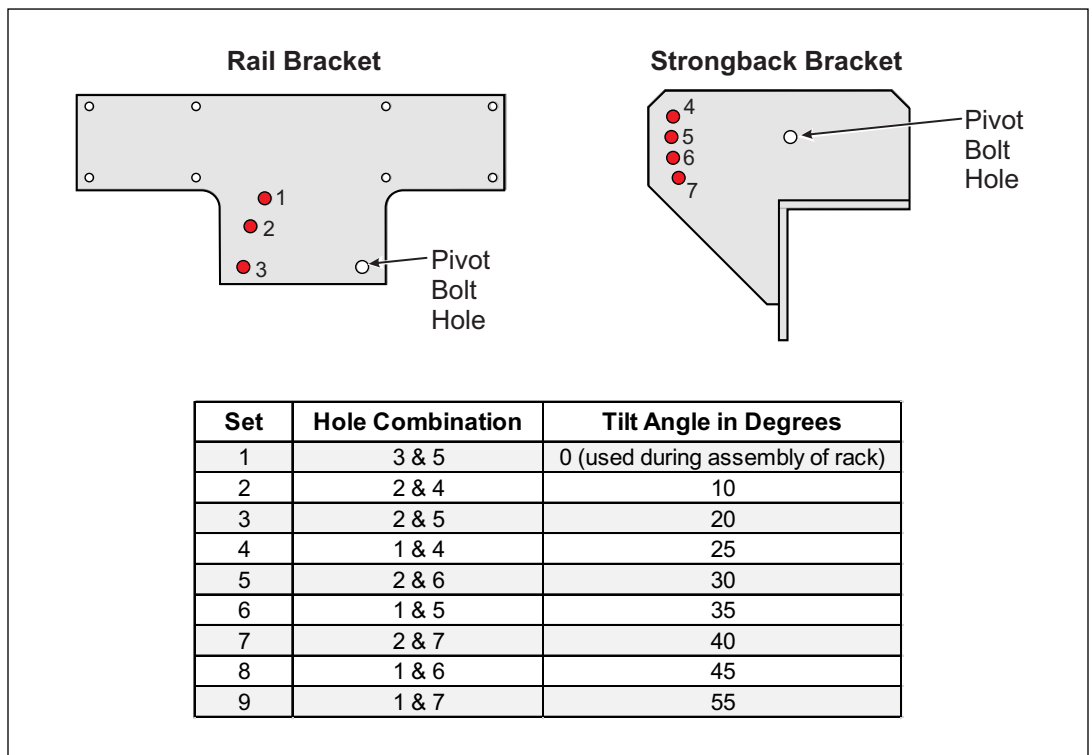 Rail Bracket
Strongback Bracket
1
2
3
Pivot
Bolt
Hole
4
5
6
7
Pivot
Bolt
Hole
Set Hole Combination Tilt Angle in Degrees
1 3 & 5 0 (used during assembly of rack)
2 2 & 4 10
3 2 & 5 20
4 1 & 4 25
5 2 & 6 30
6 1 & 5 35
7 2 & 7 40
8 1 & 6 45
9 1 & 7 55